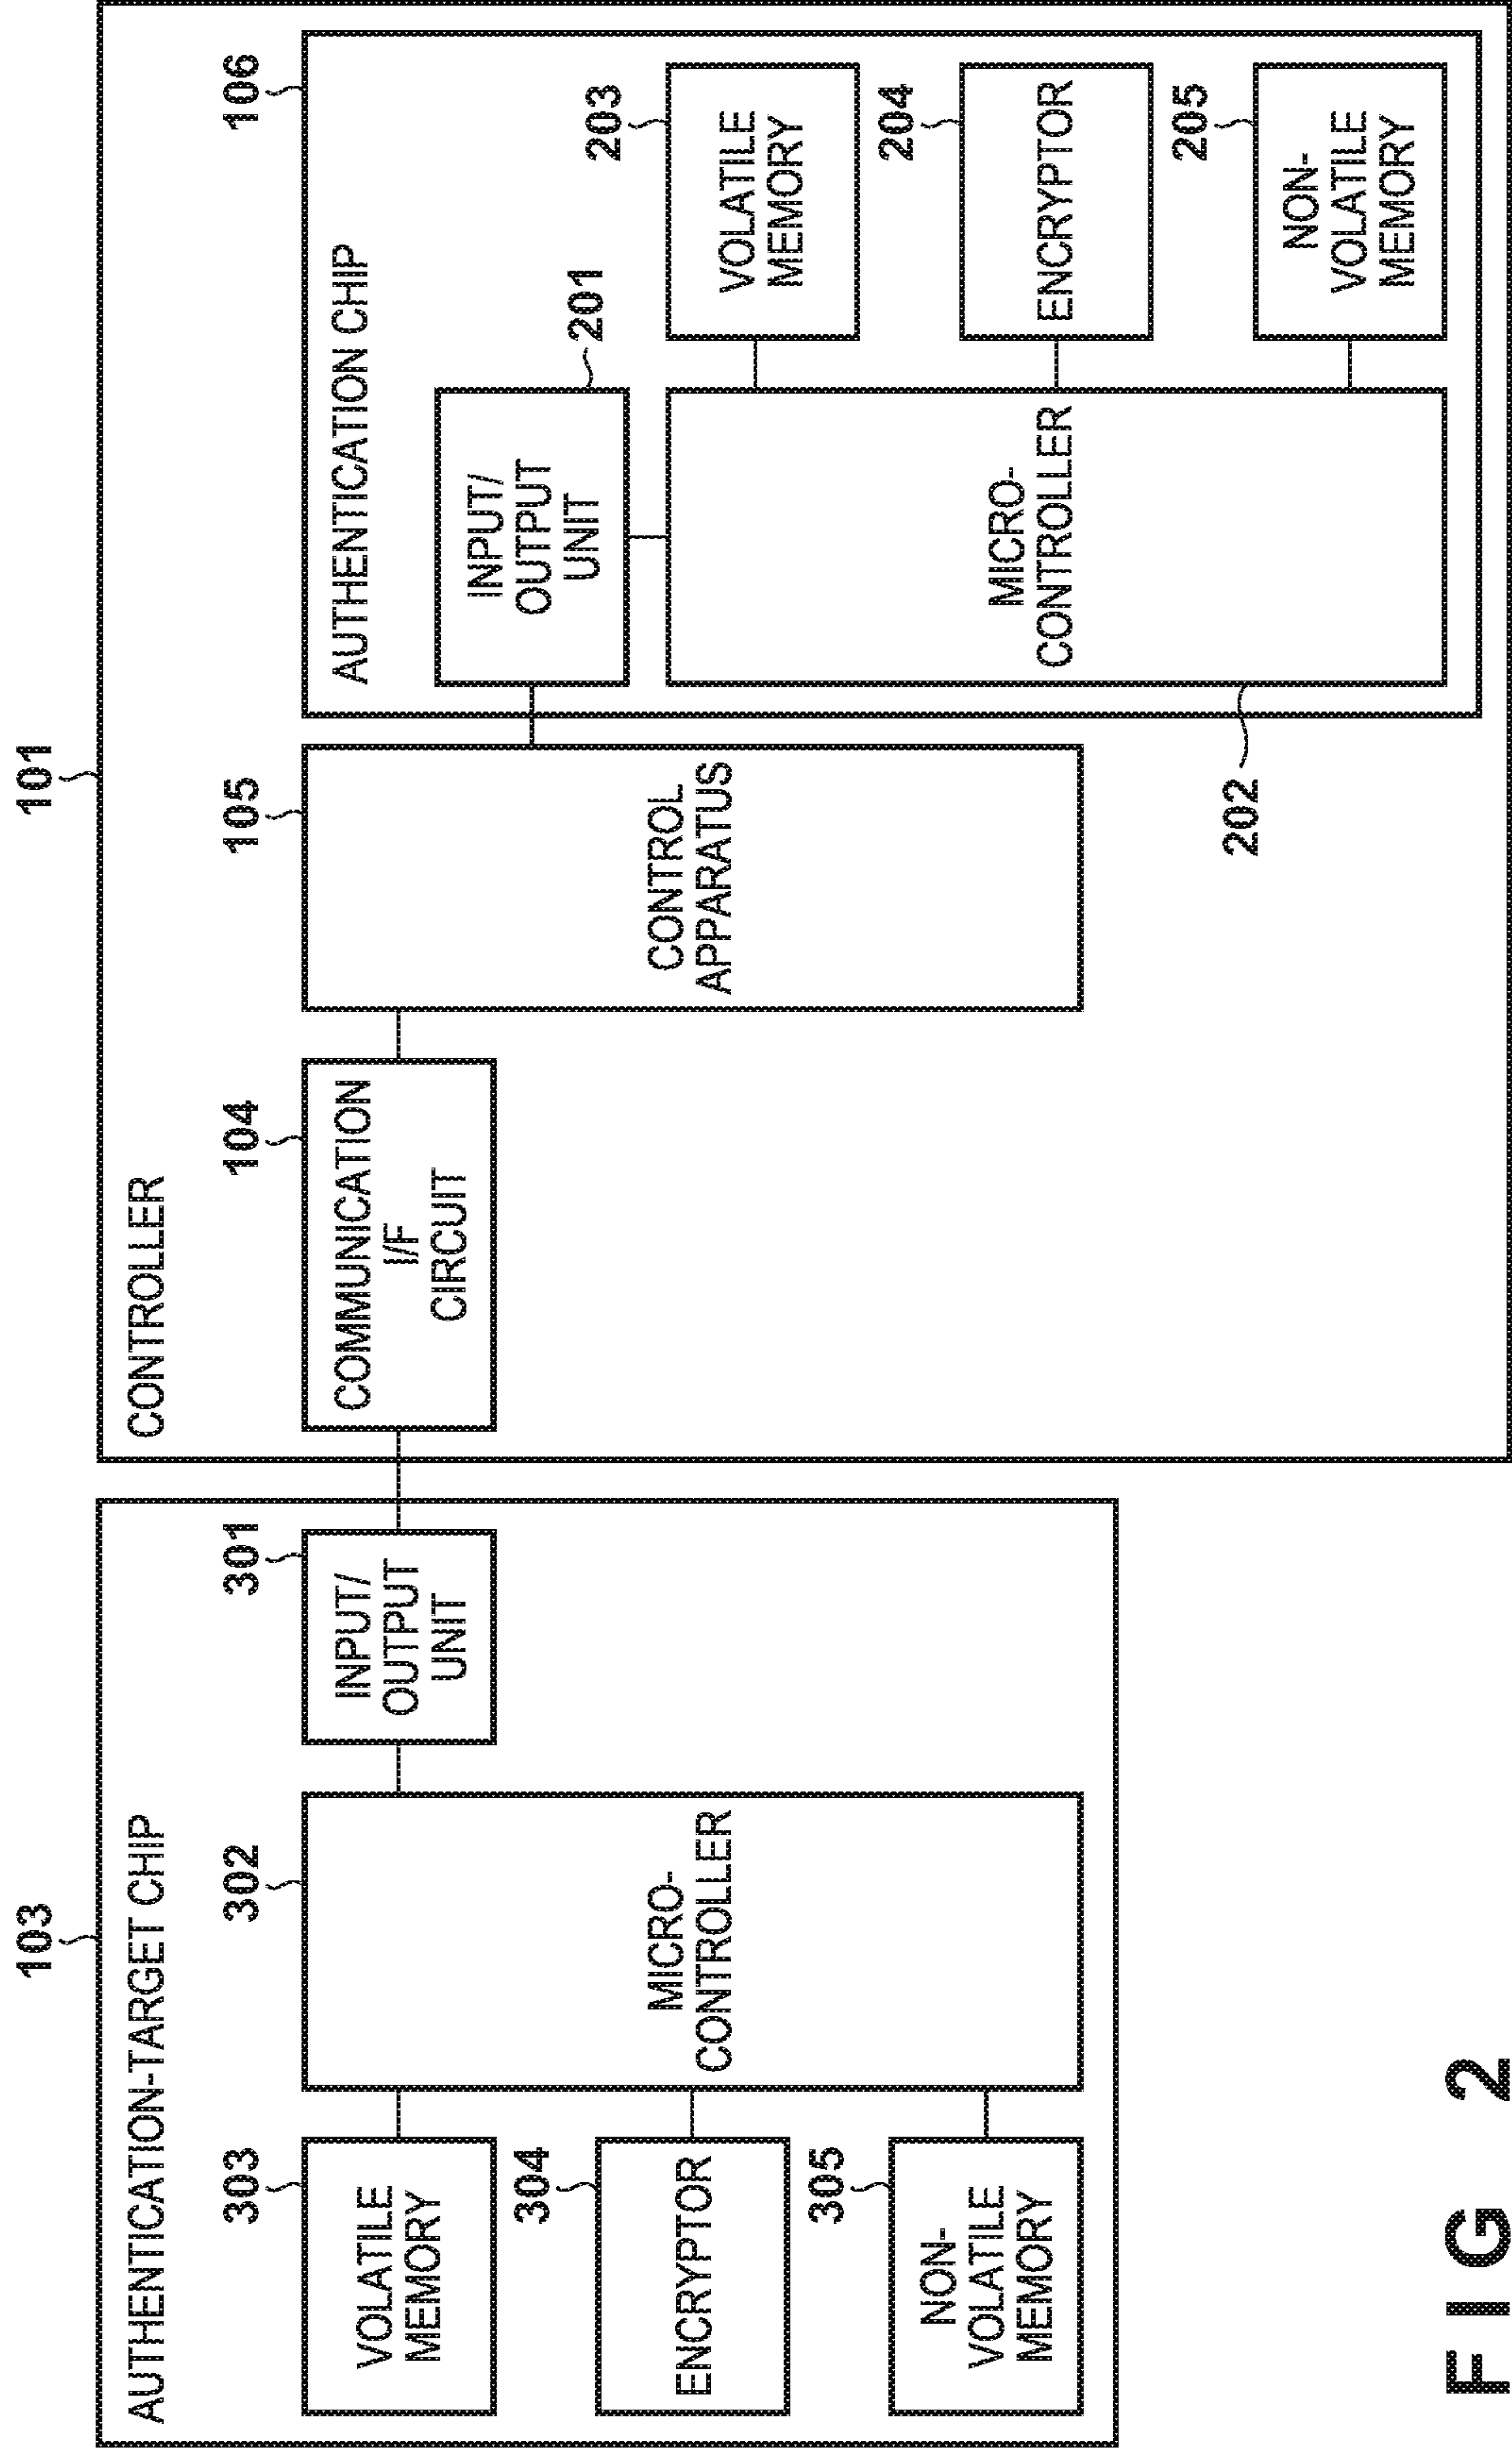 103
AUTHENTICATION-TARGET CHIP
303
VOLATILE
MEMORY
304
ENCRYPTOR
305
NON-
VOLATILE
MEMORY
302
MICRO-
CONTROLLER
301
INPUT/
OUTPUT
UNIT
101
CONTROLLER
104
COMMUNICATION
I/F
CIRCUIT
105
CONTROL
APPARATUS
106
AUTHENTICATION CHIP
201
INPUT/
OUTPUT
UNIT
202
MICRO-
CONTROLLER
203
VOLATILE
MEMORY
204
ENCRYPTOR
205
NON-
VOLATILE
MEMORY
FIG 2